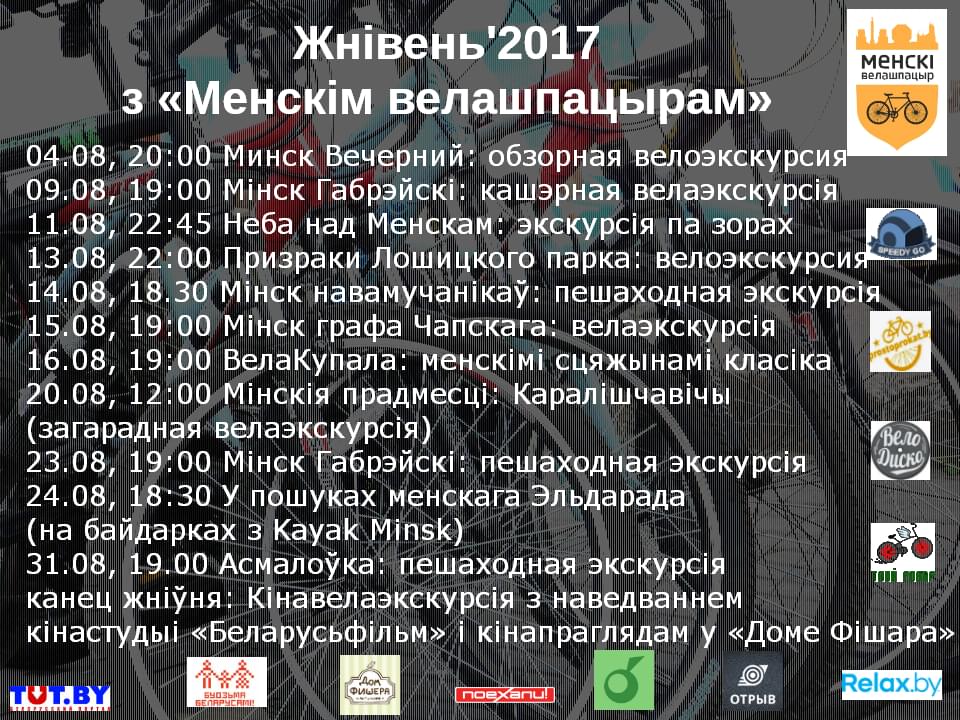 Жнівень'2017
з «Менскім велашпацырам»
МЕНСКІ
велашпацыр
04.08, 20:00 Минск Вечерний: обзорная велоэкскурсия
09.08, 19:00 Мінск Габрэйскі: кашэрная велаэкскурсія
11.08, 22:45 Неба над Менскам: экскурсія па зорах
13.08, 22:00 Призраки Лошицкого парка: велоэкскурсия
SPEEDY GO
14.08, 18.30 Мінск навамучанікаў: пешаходная экскурсія
15.08, 19:00 Мінск графа Чапскага: велаэкскурсія
16.08, 19:00 ВелаКупала: менскімі сцяжынамі класіка
prostoprokat.by
20.08, 12:00 Мінскія прадмесці: Каралішчавічы
(загарадная велаэкскурсія)
23.08, 19:00 Мінск Габрэйскі: пешаходная экскурсія
Вело
Диско
24.08, 18:30 У пошуках менскага Эльдарада
(на байдарках з Kayak Minsk)
31.08, 19.00 Асмалоўка: пешаходная экскурсія
канец жніўня: Кінавелаэкскурсія з наведваннем
кінастудыі «Беларусьфільм» і кінапраглядам у «Доме Фішара»
TUT.BY
БЕЛОРУССКИЙ ПОРТАЛ
БУДЗЬМА
БЕЛАРУСАМІ!
ДОМ
ФИШЕРА
поехали!
ОТРЫВ
Relax.by